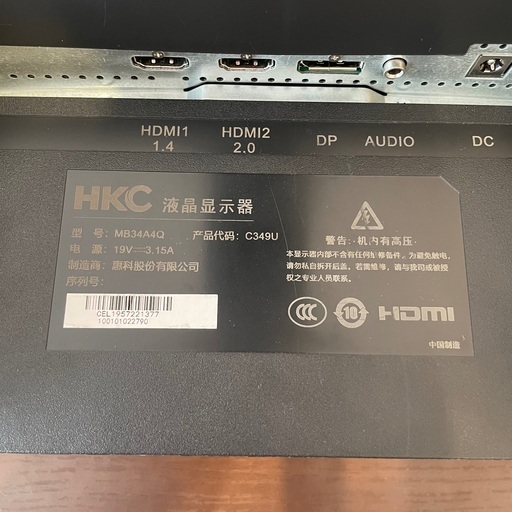 HDMI1 HDMI2 DP AUDIO DC
1.4 2.0
HKC 液晶显示器
型 号: MB34A4Q 产品代码: C349U
电 源: 19V⎓3.15A
制造商: 惠科股份有限公司
序列号:
CEL1957221377
100101022790
警告: 机内有高压
本显示器内部不含有任何维修备件。为避免触电,
请勿私自拆开后盖。若需维修, 请与我司或被授
权之专业人员联系。
CCC 10 HDMI
中国制造